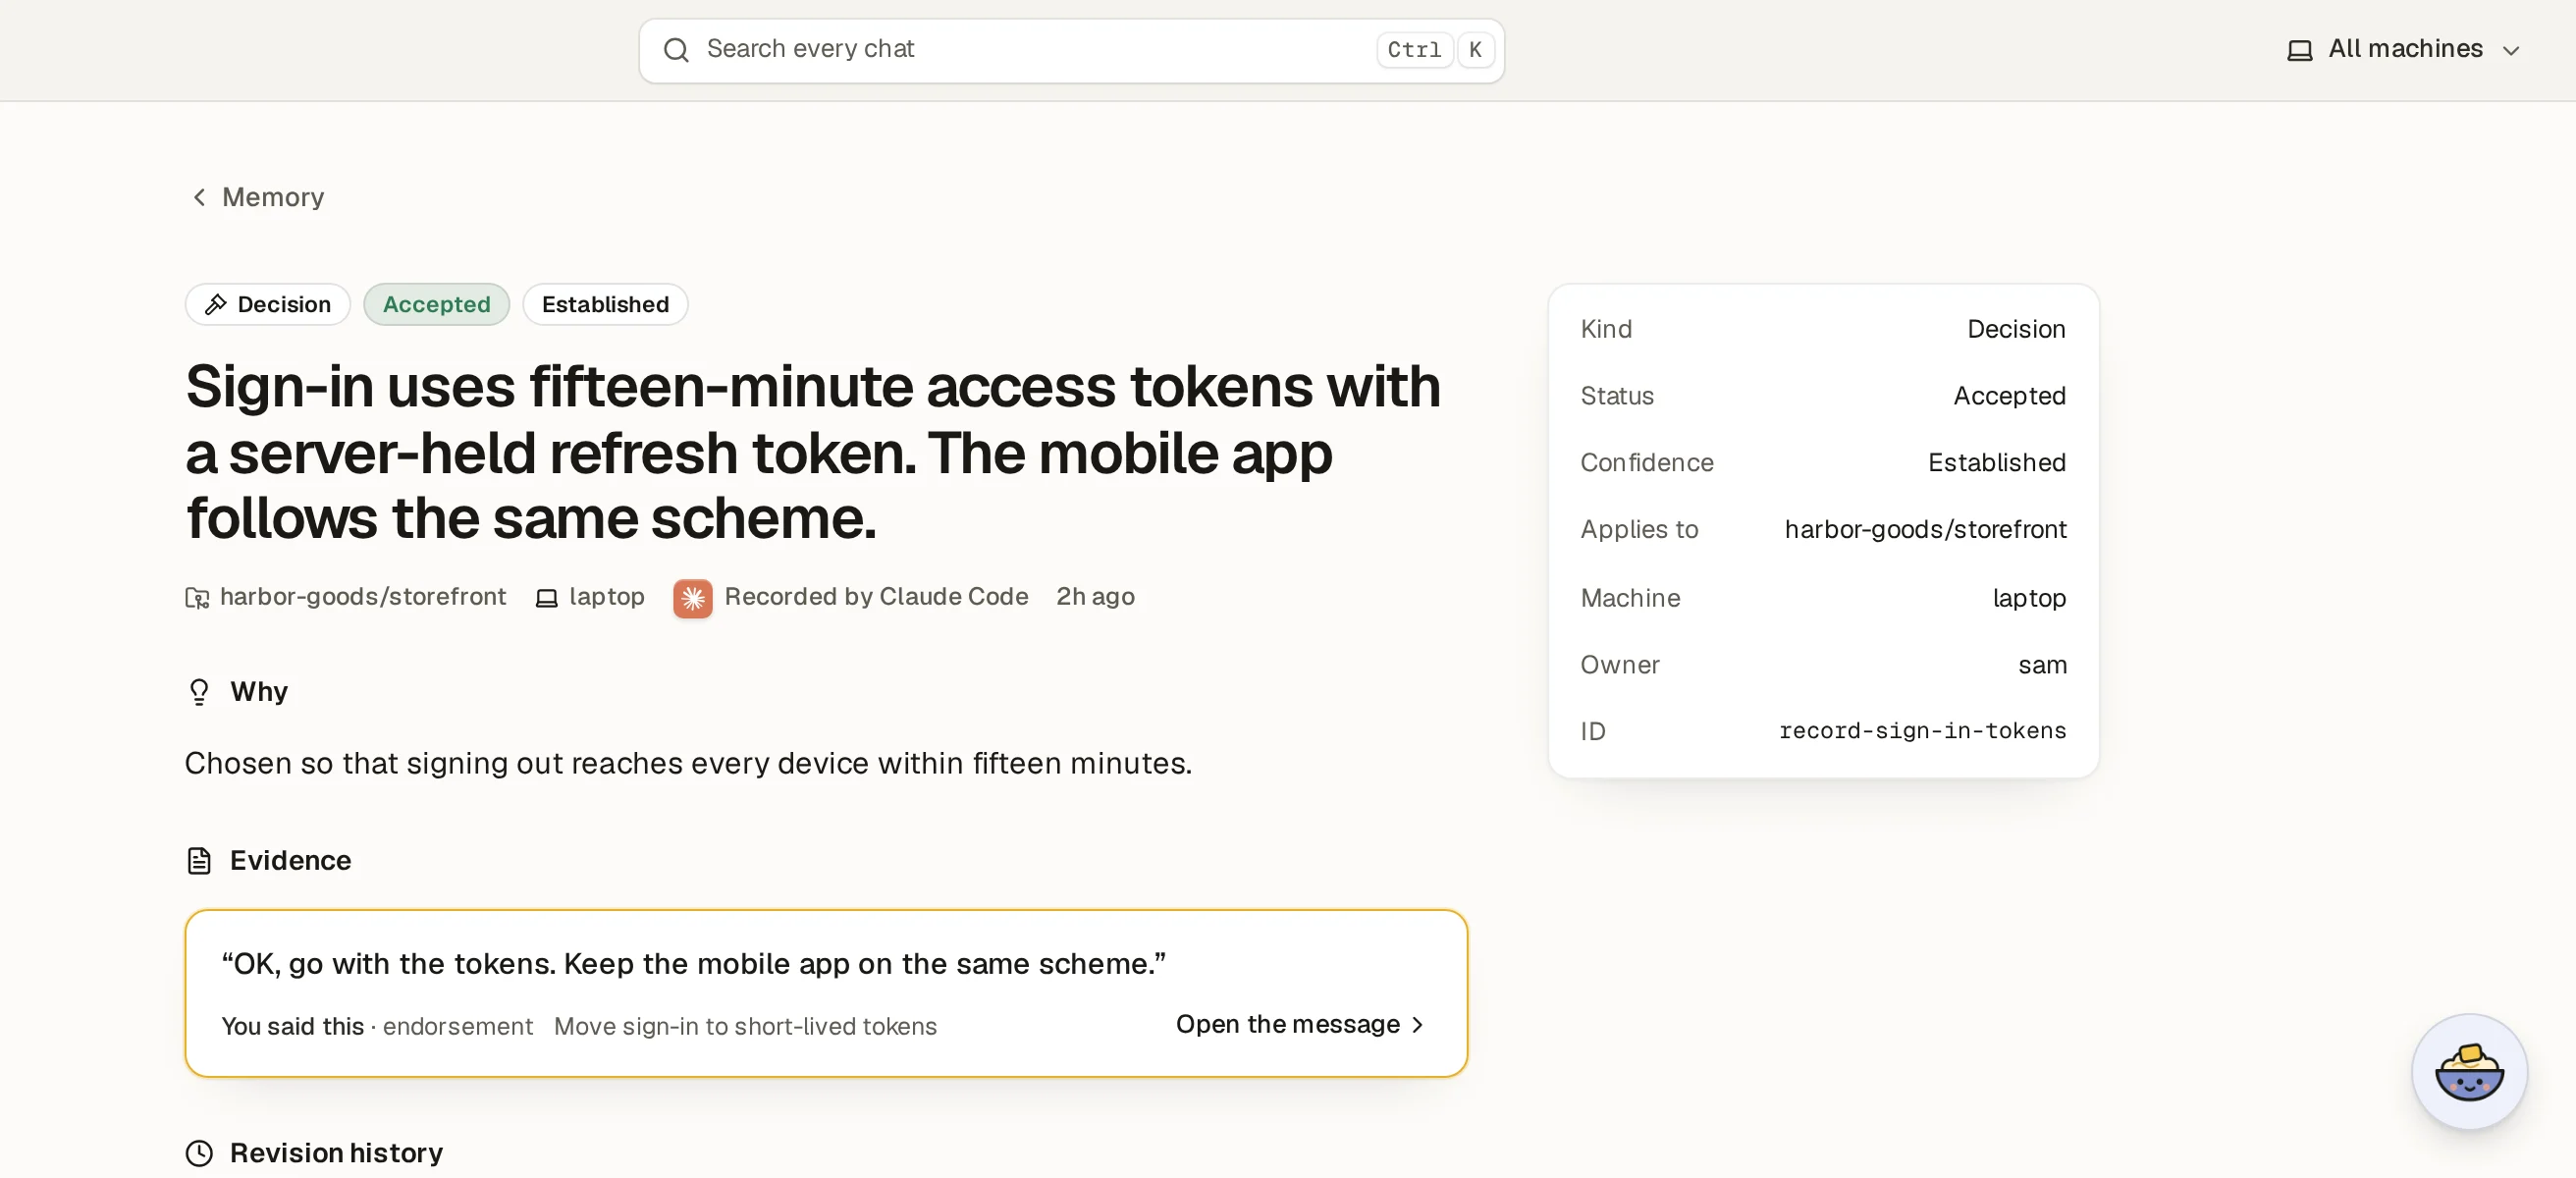 Search every chat
Ctrl K
All machines
Memory
Decision
Accepted
Established
Sign-in uses fifteen-minute access tokens with
a server-held refresh token. The mobile app
follows the same scheme.
harbor-goods/storefront
laptop
Recorded by Claude Code
2h ago
Why
Chosen so that signing out reaches every device within fifteen minutes.
Evidence
“OK, go with the tokens. Keep the mobile app on the same scheme.”
You said this · endorsement Move sign-in to short-lived tokens
Open the message
Revision history
Kind Decision
Status Accepted
Confidence Established
Applies to harbor-goods/storefront
Machine laptop
Owner sam
ID record-sign-in-tokens